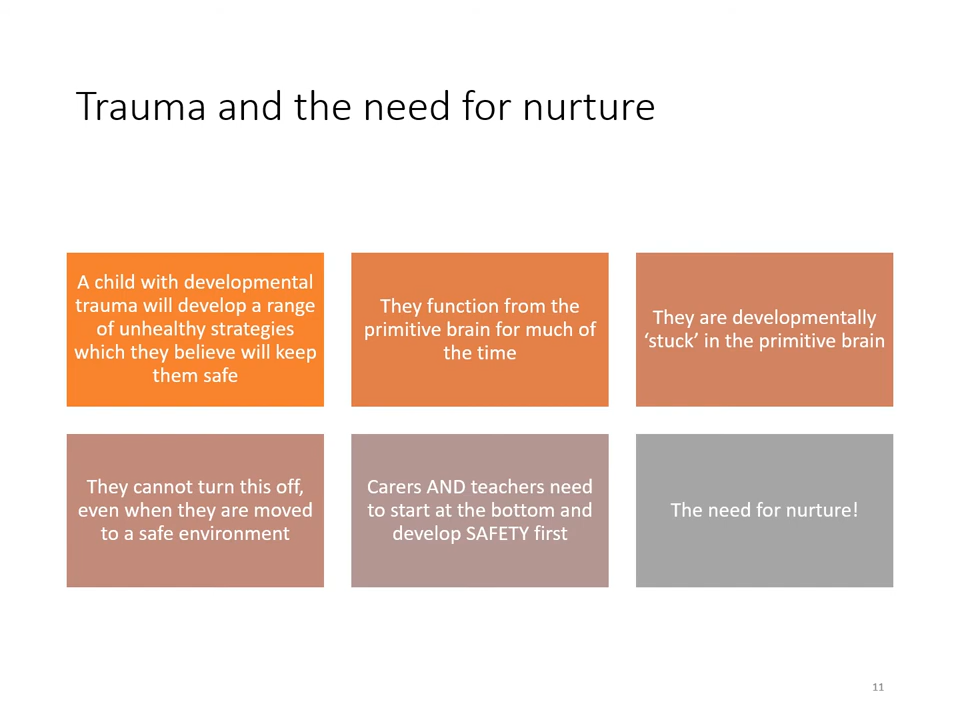 Trauma and the need for nurture
A child with developmental
trauma will develop a range
of unhealthy strategies
which they believe will keep
them safe
They function from the
primitive brain for much of
the time
They are developmentally
‘stuck’ in the primitive brain
They cannot turn this off,
even when they are moved
to a safe environment
Carers AND teachers need
to start at the bottom and
develop SAFETY first
The need for nurture!
11